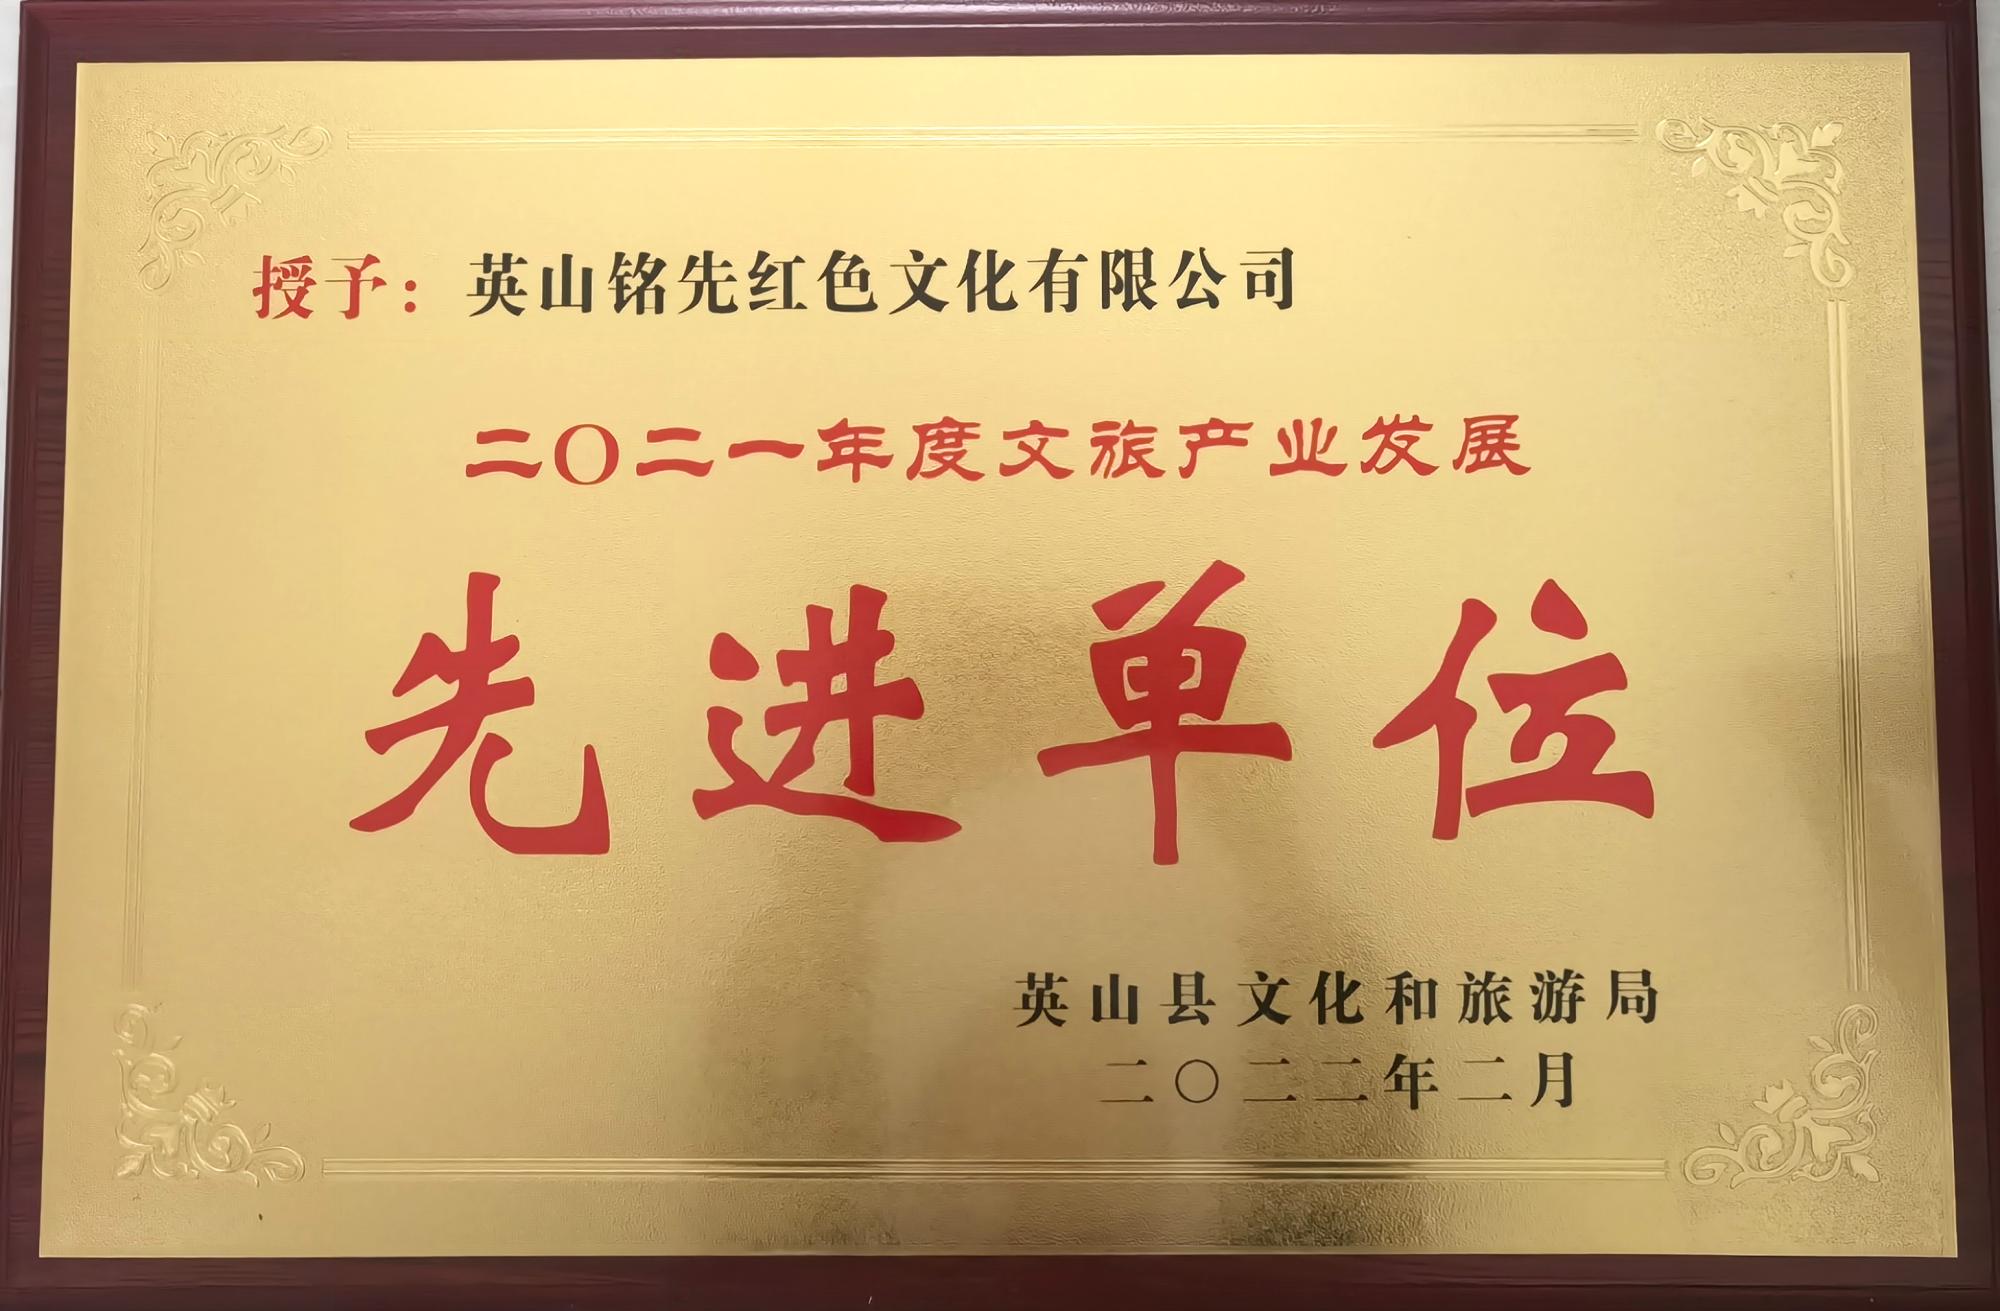 授予：英山铭先红色文化有限公司
二〇二一年度文旅产业发展
先进单位
英山县文化和旅游局
二〇二二年二月